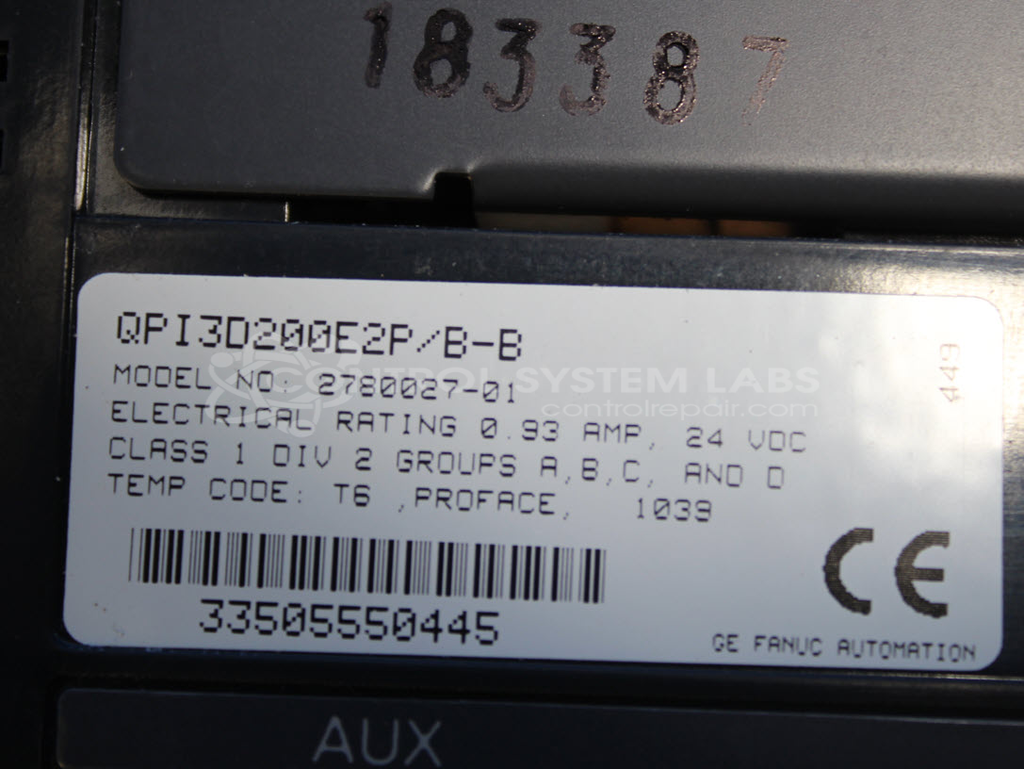 183387
QPI3D200E2P/B-B
449
MODEL NO: 2780027-01
CONTROL SYSTEM LABS
controlrepair.com
ELECTRICAL RATING 0.93 AMP, 24 VDC
CLASS 1 DIV 2 GROUPS A,B,C, AND D
TEMP CODE: T6 ,PROFACE, 1039
CE
33505550445
GE FANUC AUTOMATION
AUX